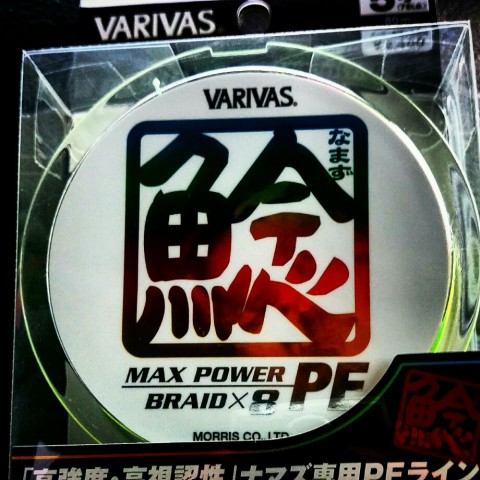 VARIVAS
VARIVAS®
鯰
なまず
MAX POWER
BRAID×8 PE
MORRIS CO.,LTD
「高強度・高視認性」ナマズ専用PEライン
鯰